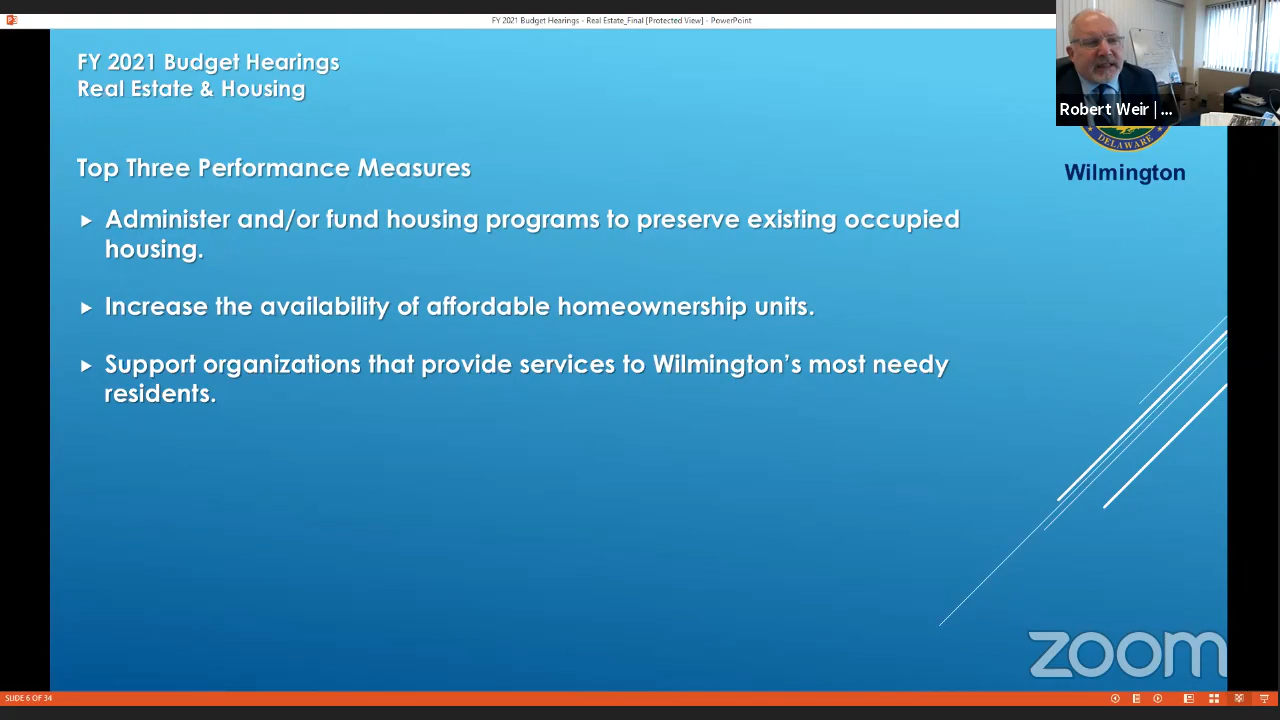 FY 2021 Budget Hearings - Real Estate_Final [Protected View] - PowerPoint
FY 2021 Budget Hearings
Real Estate & Housing
Robert Weir | ...
DELAWARE
Wilmington
Top Three Performance Measures
Administer and/or fund housing programs to preserve existing occupied
housing.
Increase the availability of affordable homeownership units.
Support organizations that provide services to Wilmington's most needy
residents.
zoom
SLIDE 6 OF 34